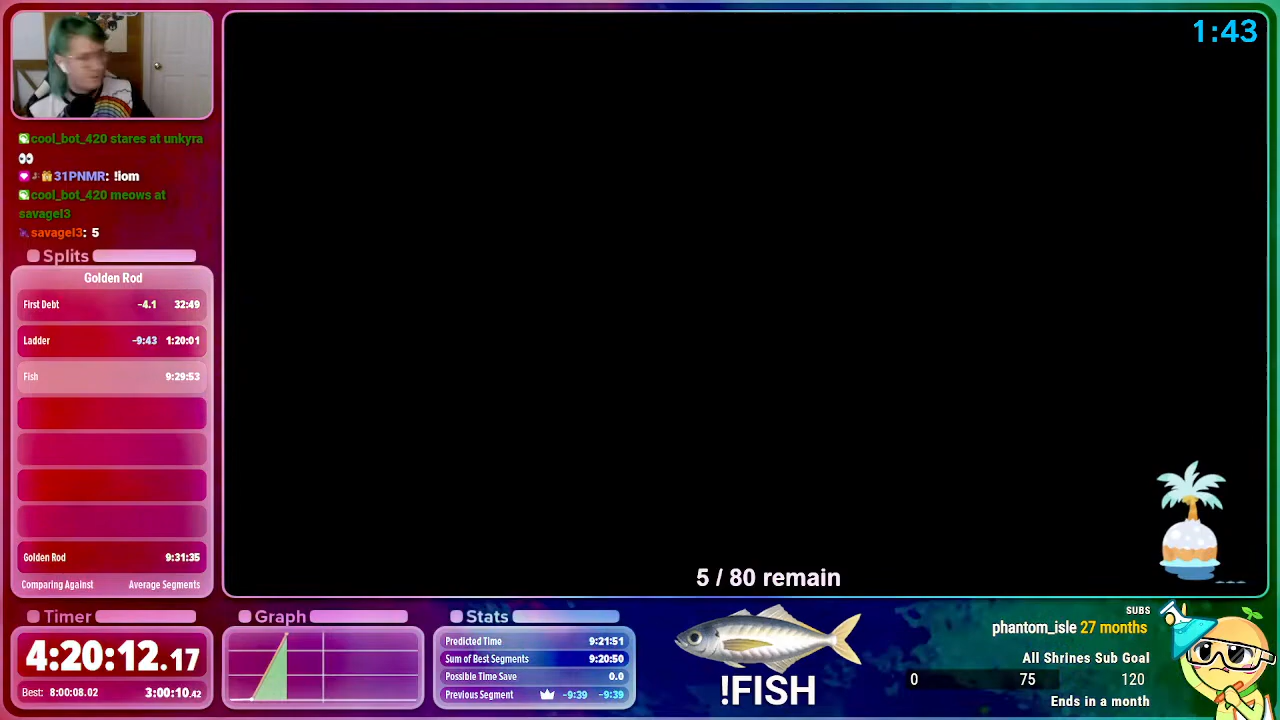 1:43
cool_bot_420 stares at unkyra
31PNMR: !iom
cool_bot_420 meows at
savagel3
savagel3: 5
Splits
Golden Rod
First Debt -4.1 32:49
Ladder -9:43 1:20:01
Fish 9:29:53
Golden Rod 9:31:35
Comparing Against Average Segments
Timer
4:20:12.17
Best: 8:00:08.02 3:00:10.42
Graph
Stats
Predicted Time 9:21:51
Sum of Best Segments 9:20:50
Possible Time Save 0.0
Previous Segment -9:39 -9:39
5 / 80 remain
!FISH
SUBS
phantom_isle 27 months
All Shrines Sub Goal
0 75 120
Ends in a month